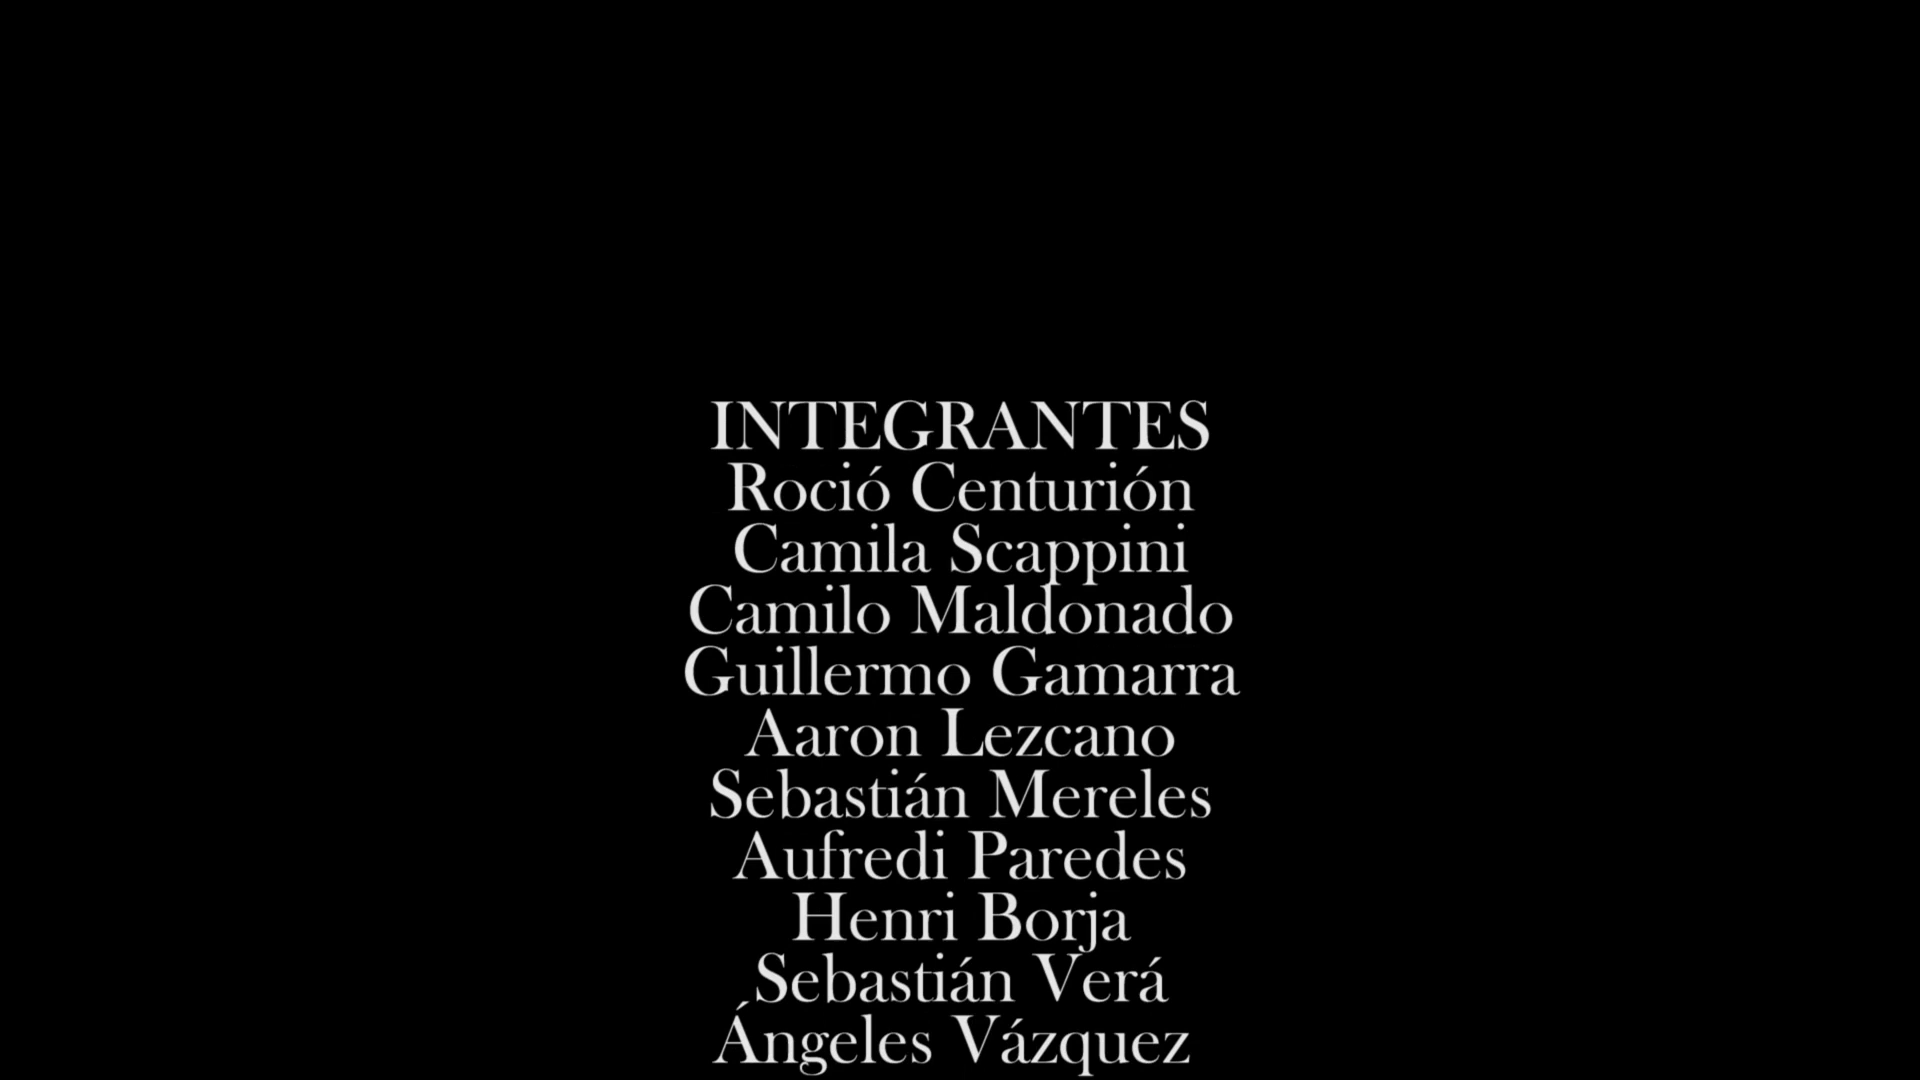 INTEGRANTES
Roció Centurión
Camila Scappini
Camilo Maldonado
Guillermo Gamarra
Aaron Lezcano
Sebastián Mereles
Aufredi Paredes
Henri Borja
Sebastián Verá
Ángeles Vázquez